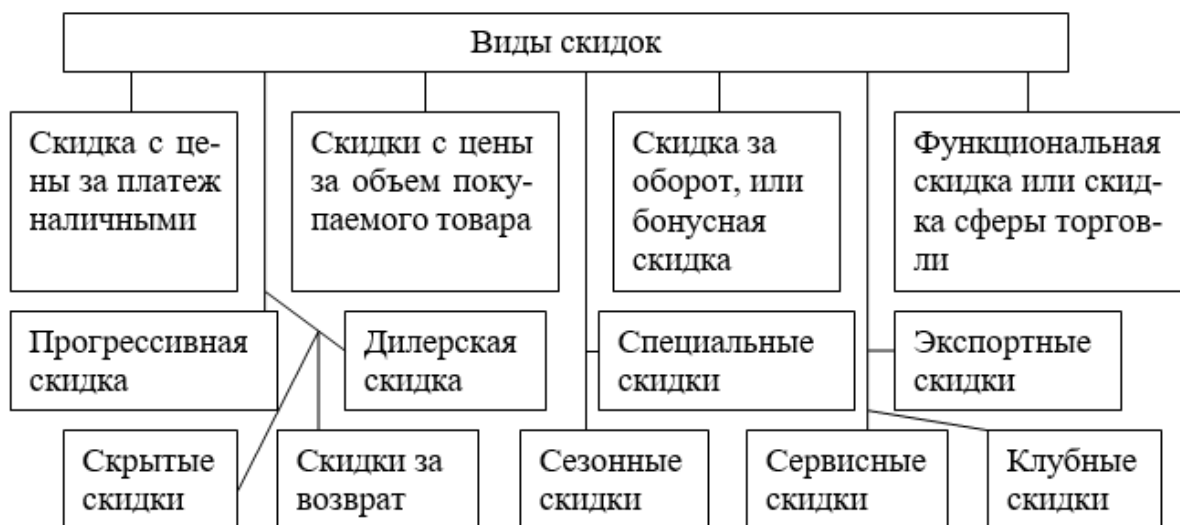 Виды скидок
Скидка с це-
ны за платеж
наличными
Скидки с цены
за объем поку-
паемого товара
Скидка за
оборот, или
бонусная
скидка
Функциональная
скидка или скид-
ка сферы торгов-
ли
Прогрессивная
скидка
Дилерская
скидка
Специальные
скидки
Экспортные
скидки
Скрытые
скидки
Скидки за
возврат
Сезонные
скидки
Сервисные
скидки
Клубные
скидки